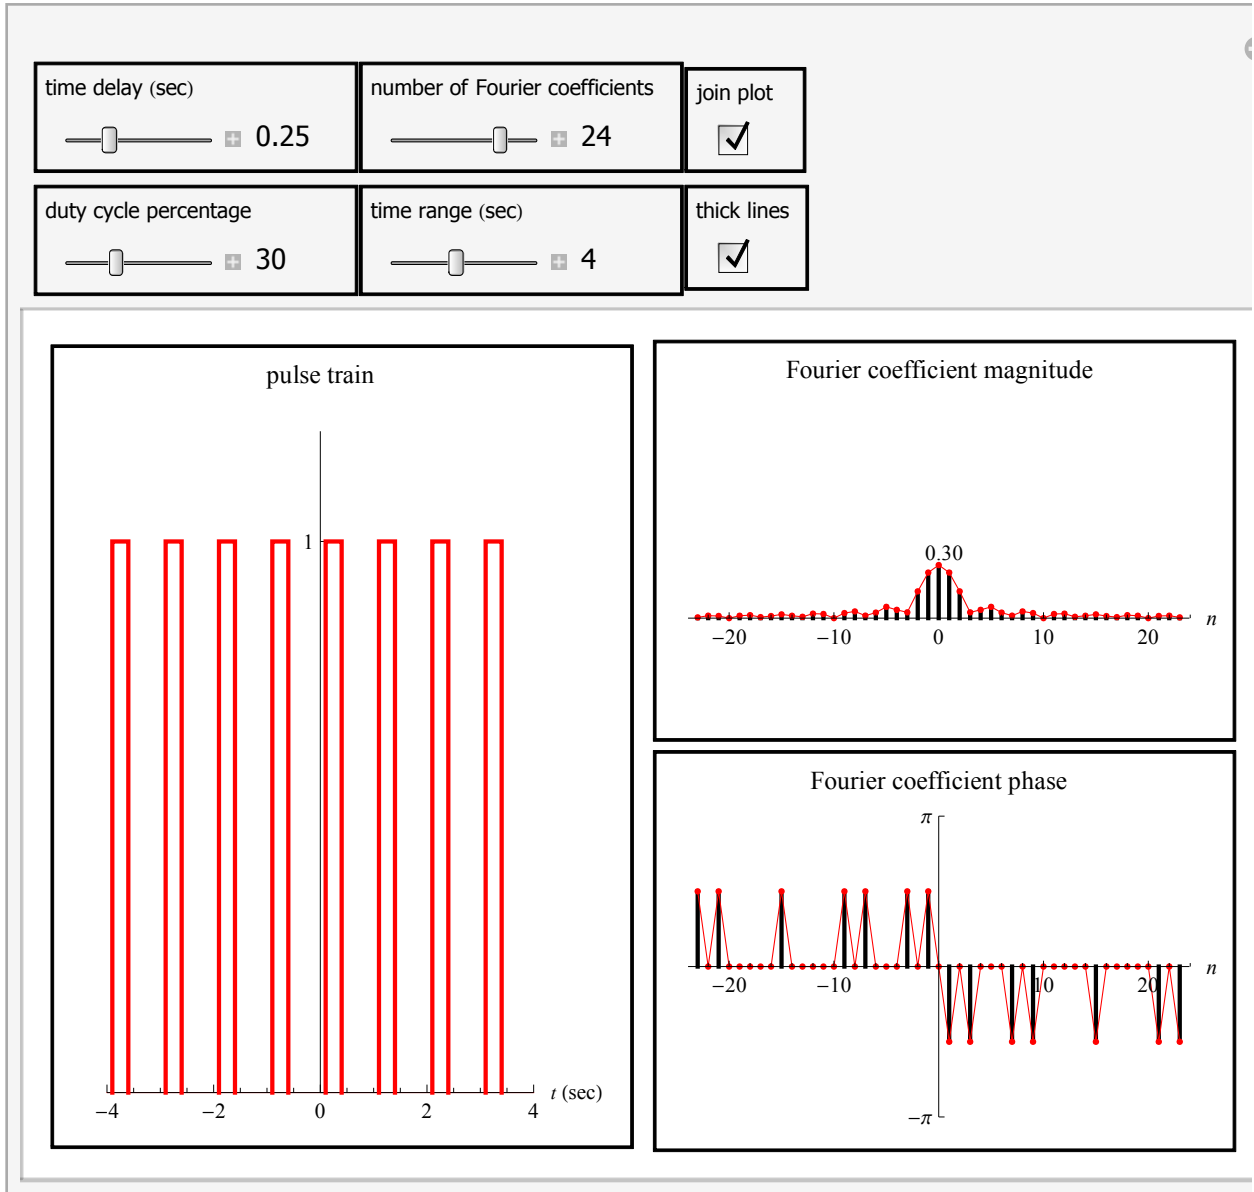 time delay (sec)
0.25
number of Fourier coefficients
24
join plot
duty cycle percentage
30
time range (sec)
4
thick lines
pulse train
1
−4 −2 0 2 4 t (sec)
Fourier coefficient magnitude
0.30
−20 −10 0 10 20 n
Fourier coefficient phase
π
−20 −10 10 20 n
−π